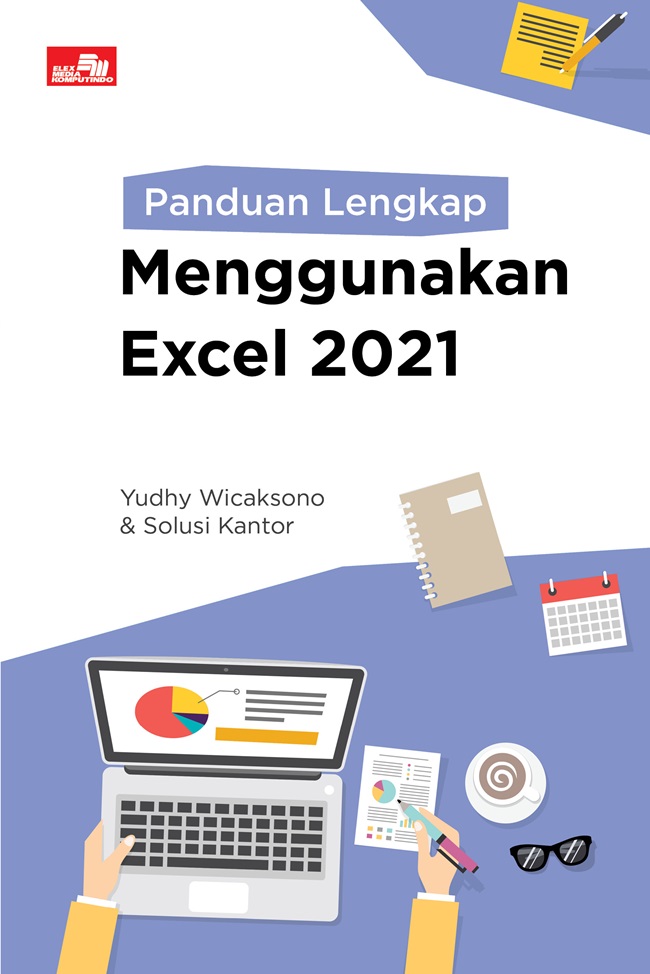 ELEX
MEDIA
KOMPUTINDO
Panduan Lengkap
Menggunakan
Excel 2021
Yudhy Wicaksono
& Solusi Kantor